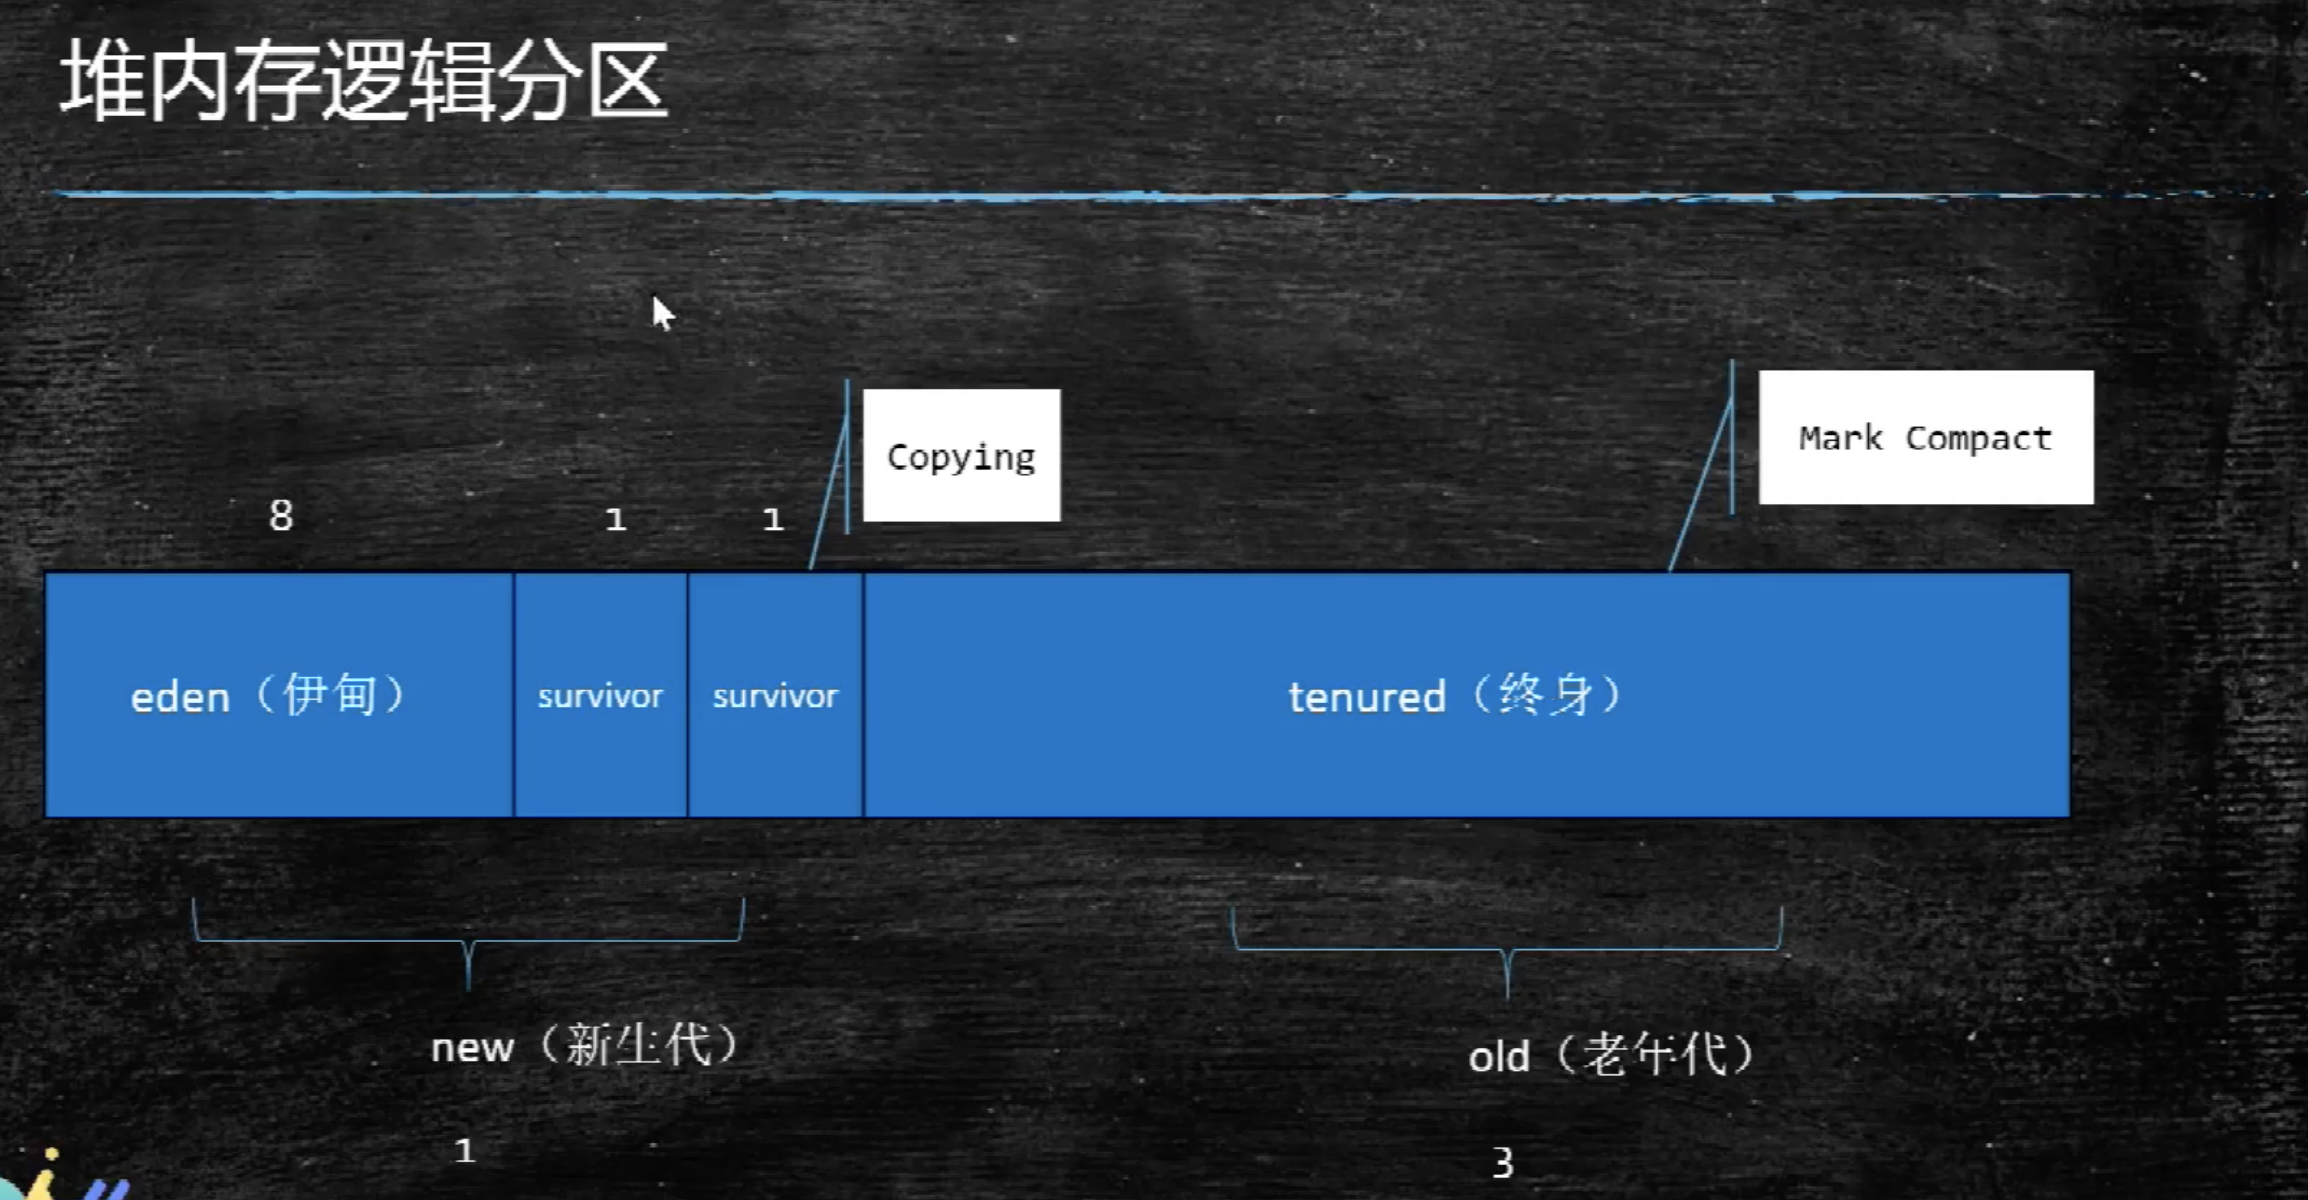 堆内存逻辑分区
Copying
Mark Compact
8
1
1
eden（伊甸）
survivor
survivor
tenured（终身）
new（新生代）
old（老年代）
1
3